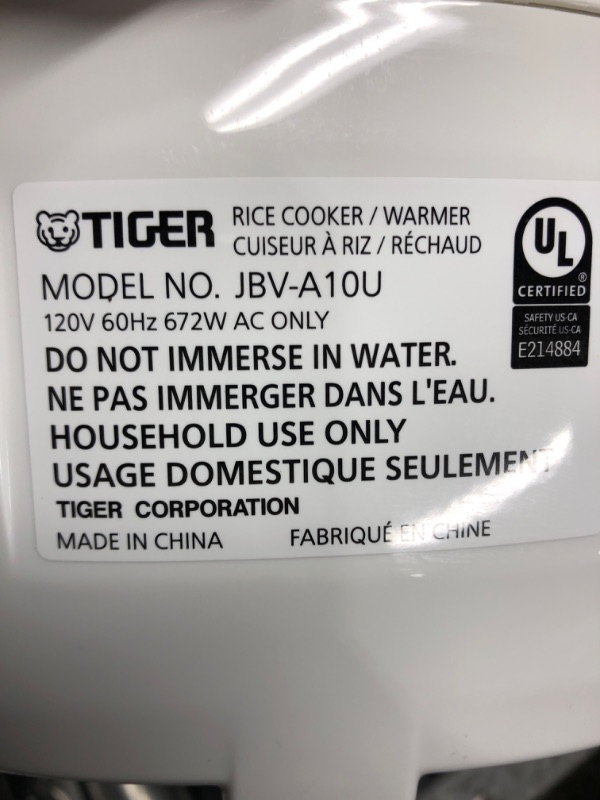 TIGER
RICE COOKER / WARMER
CUISEUR À RIZ / RÉCHAUD
MODEL NO. JBV-A10U
120V 60Hz 672W AC ONLY
DO NOT IMMERSE IN WATER.
NE PAS IMMERGER DANS L'EAU.
HOUSEHOLD USE ONLY
USAGE DOMESTIQUE SEULEMENT
TIGER CORPORATION
MADE IN CHINA FABRIQUÉ EN CHINE
UL
®
CERTIFIED
SAFETY US-CA
SÉCURITÉ US-CA
E214884